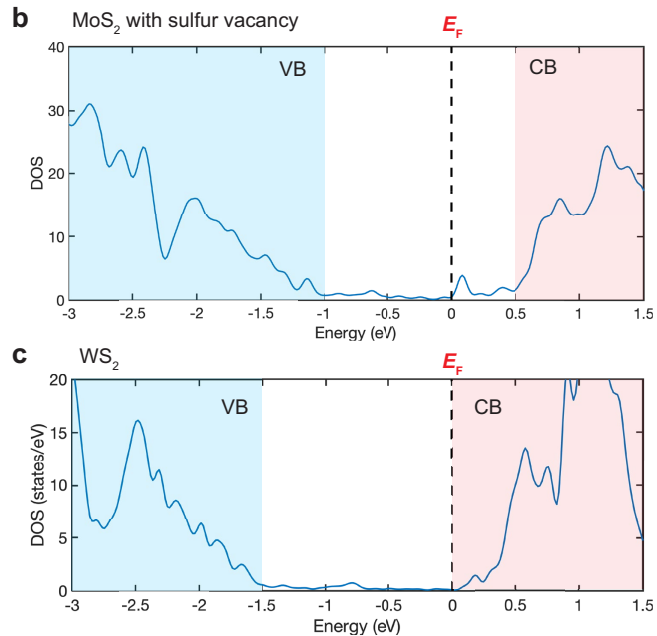 b
MoS₂ with sulfur vacancy
E_F
40
30
20
10
0
DOS
VB
CB
-3 -2.5 -2 -1.5 -1 -0.5 0 0.5 1 1.5
Energy (eV)
c
WS₂
E_F
20
15
10
5
0
DOS (states/eV)
VB
CB
-3 -2.5 -2 -1.5 -1 -0.5 0 0.5 1 1.5
Energy (eV)